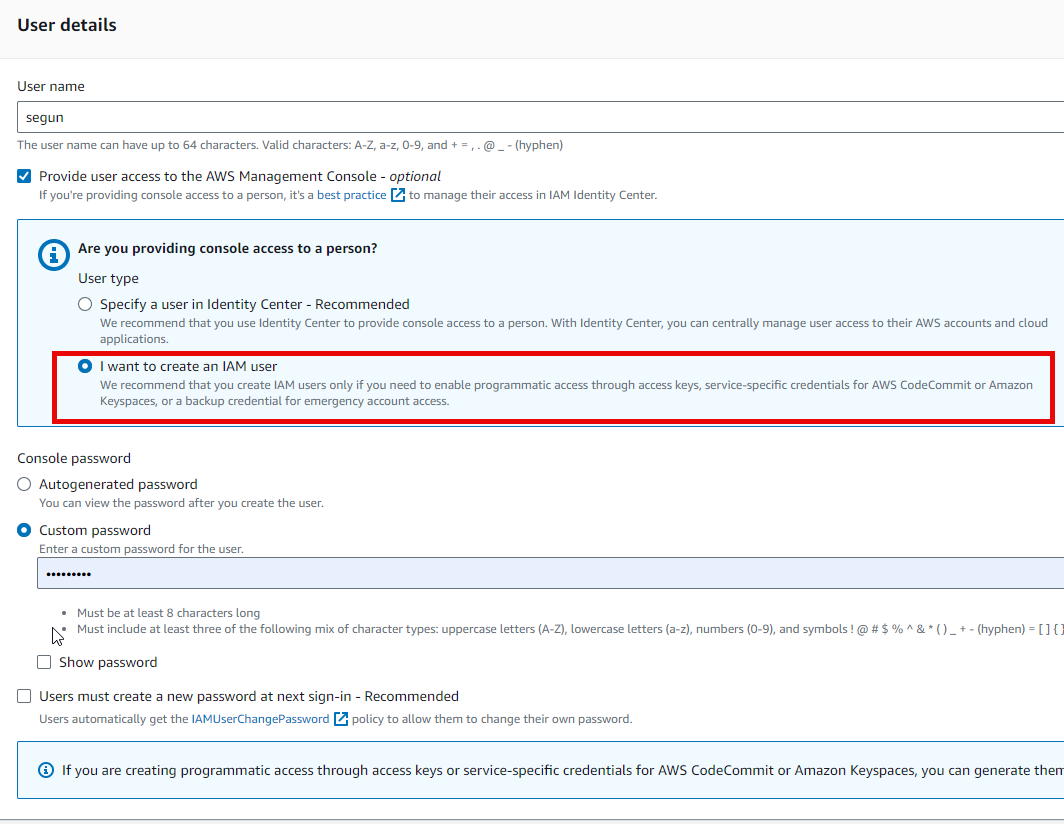 User details
User name
segun
The user name can have up to 64 characters. Valid characters: A-Z, a-z, 0-9, and + = , . @ _ - (hyphen)
Provide user access to the AWS Management Console - optional
If you're providing console access to a person, it's a best practice to manage their access in IAM Identity Center.
Are you providing console access to a person?
User type
Specify a user in Identity Center - Recommended
We recommend that you use Identity Center to provide console access to a person. With Identity Center, you can centrally manage user access to their AWS accounts and cloud
applications.
I want to create an IAM user
We recommend that you create IAM users only if you need to enable programmatic access through access keys, service-specific credentials for AWS CodeCommit or Amazon
Keyspaces, or a backup credential for emergency account access.
Console password
Autogenerated password
You can view the password after you create the user.
Custom password
Enter a custom password for the user.
•••••••••
• Must be at least 8 characters long
• Must include at least three of the following mix of character types: uppercase letters (A-Z), lowercase letters (a-z), numbers (0-9), and symbols ! @ # $ % ^ & * ( ) _ + - (hyphen) = [ ] { }
Show password
Users must create a new password at next sign-in - Recommended
Users automatically get the IAMUserChangePassword policy to allow them to change their own password.
If you are creating programmatic access through access keys or service-specific credentials for AWS CodeCommit or Amazon Keyspaces, you can generate them